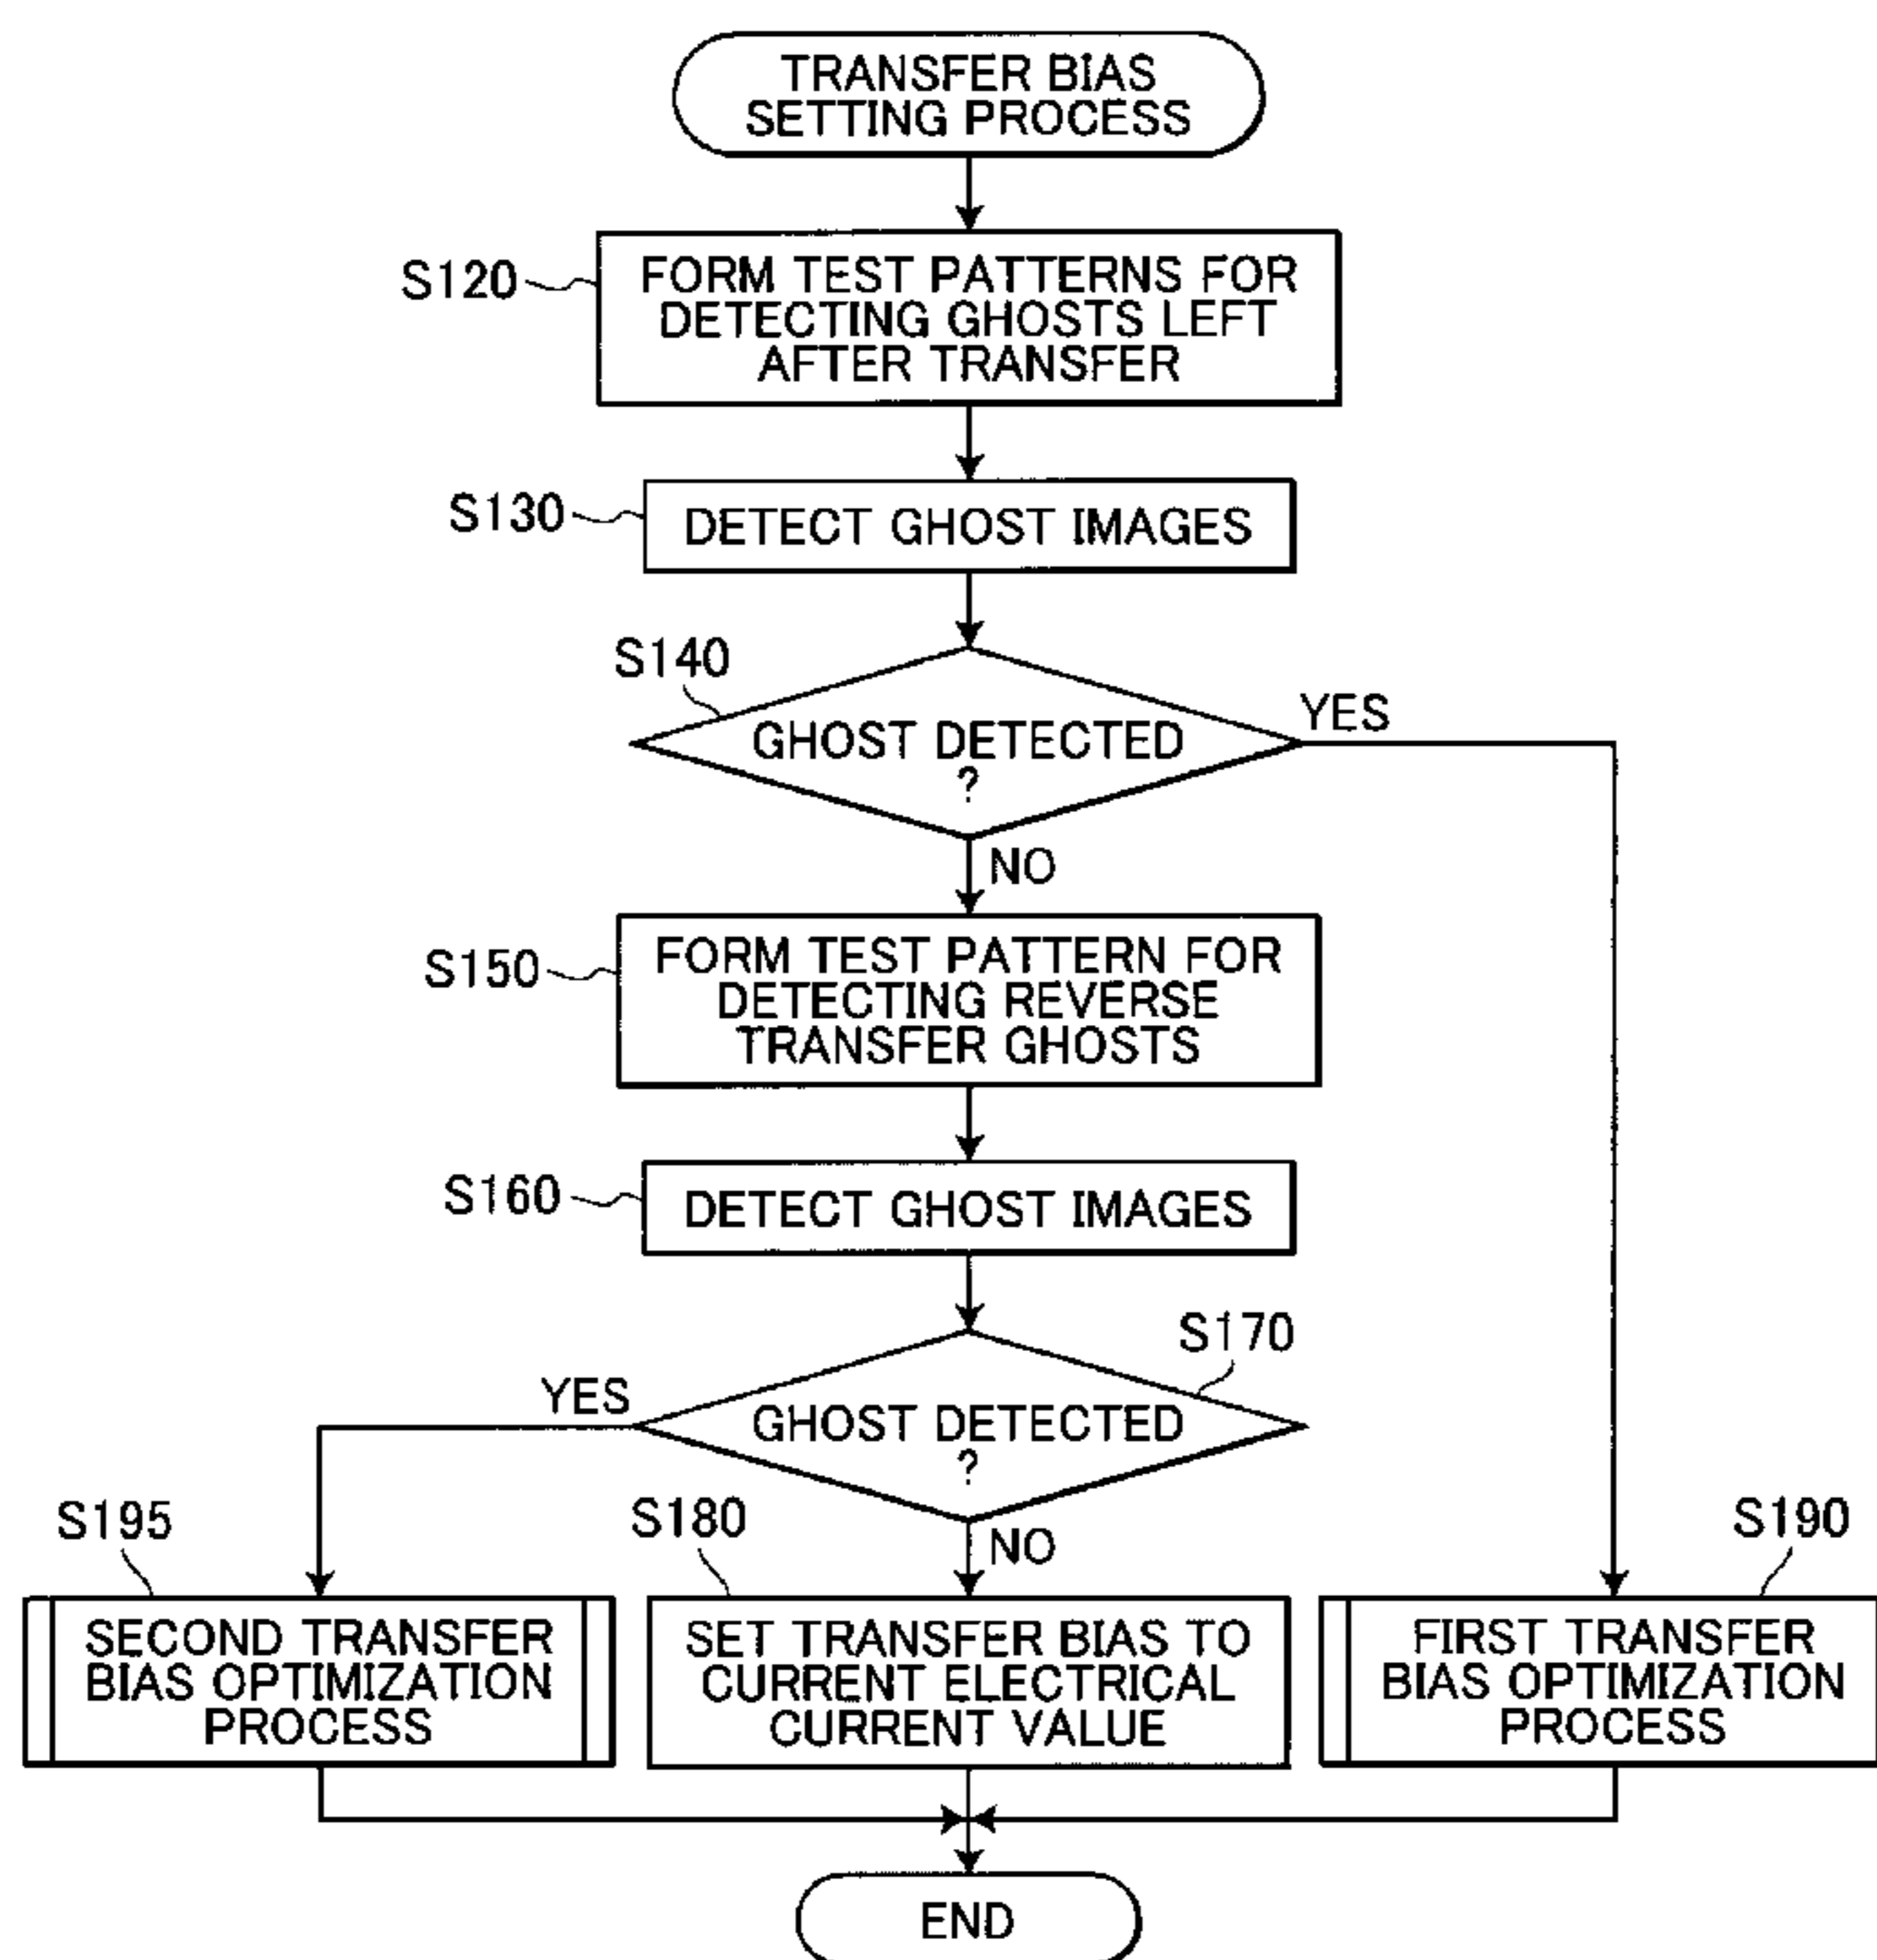 TRANSFER BIAS
SETTING PROCESS
S120
FORM TEST PATTERNS FOR
DETECTING GHOSTS LEFT
AFTER TRANSFER
S130
DETECT GHOST IMAGES
S140
GHOST DETECTED
?
YES
NO
S150
FORM TEST PATTERN FOR
DETECTING REVERSE
TRANSFER GHOSTS
S160
DETECT GHOST IMAGES
S170
YES
GHOST DETECTED
?
NO
S195
SECOND TRANSFER
BIAS OPTIMIZATION
PROCESS
S180
SET TRANSFER BIAS TO
CURRENT ELECTRICAL
CURRENT VALUE
S190
FIRST TRANSFER
BIAS OPTIMIZATION
PROCESS
END